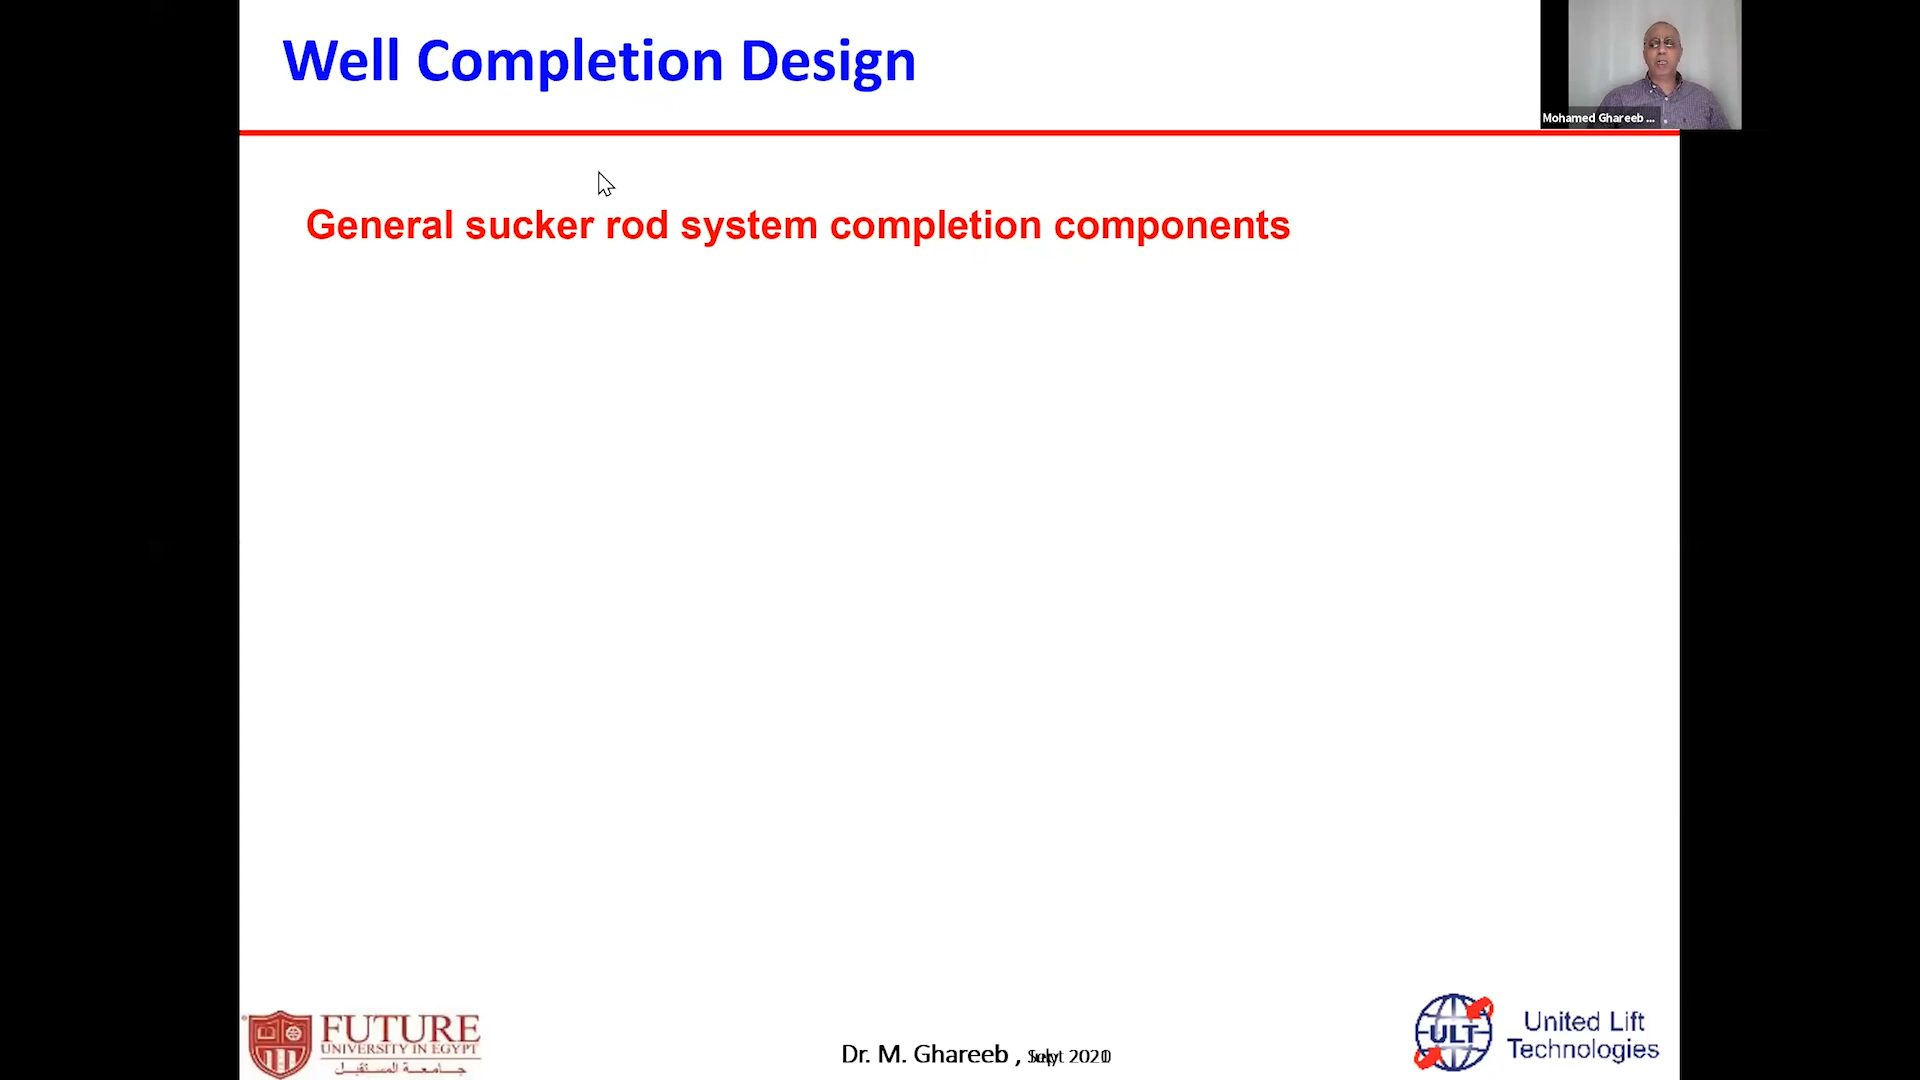 Well Completion Design
Mohamed Ghareeb ...
General sucker rod system completion components
FUTURE
UNIVERSITY IN EGYPT
جامعة المستقبل
Dr. M. Ghareeb ,
ULT
United Lift
Technologies